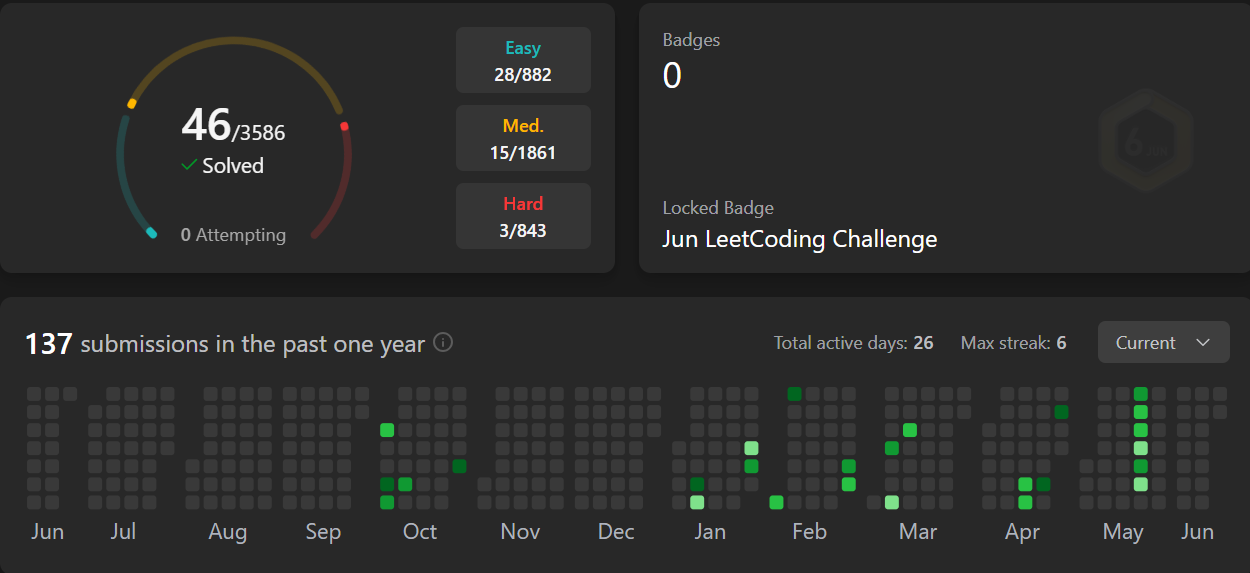 46/3586
Solved
0 Attempting
Easy
28/882
Med.
15/1861
Hard
3/843
Badges
0
Locked Badge
Jun LeetCoding Challenge
137 submissions in the past one year
Total active days: 26 Max streak: 6 Current
Jun Jul Aug Sep Oct Nov Dec Jan Feb Mar Apr May Jun